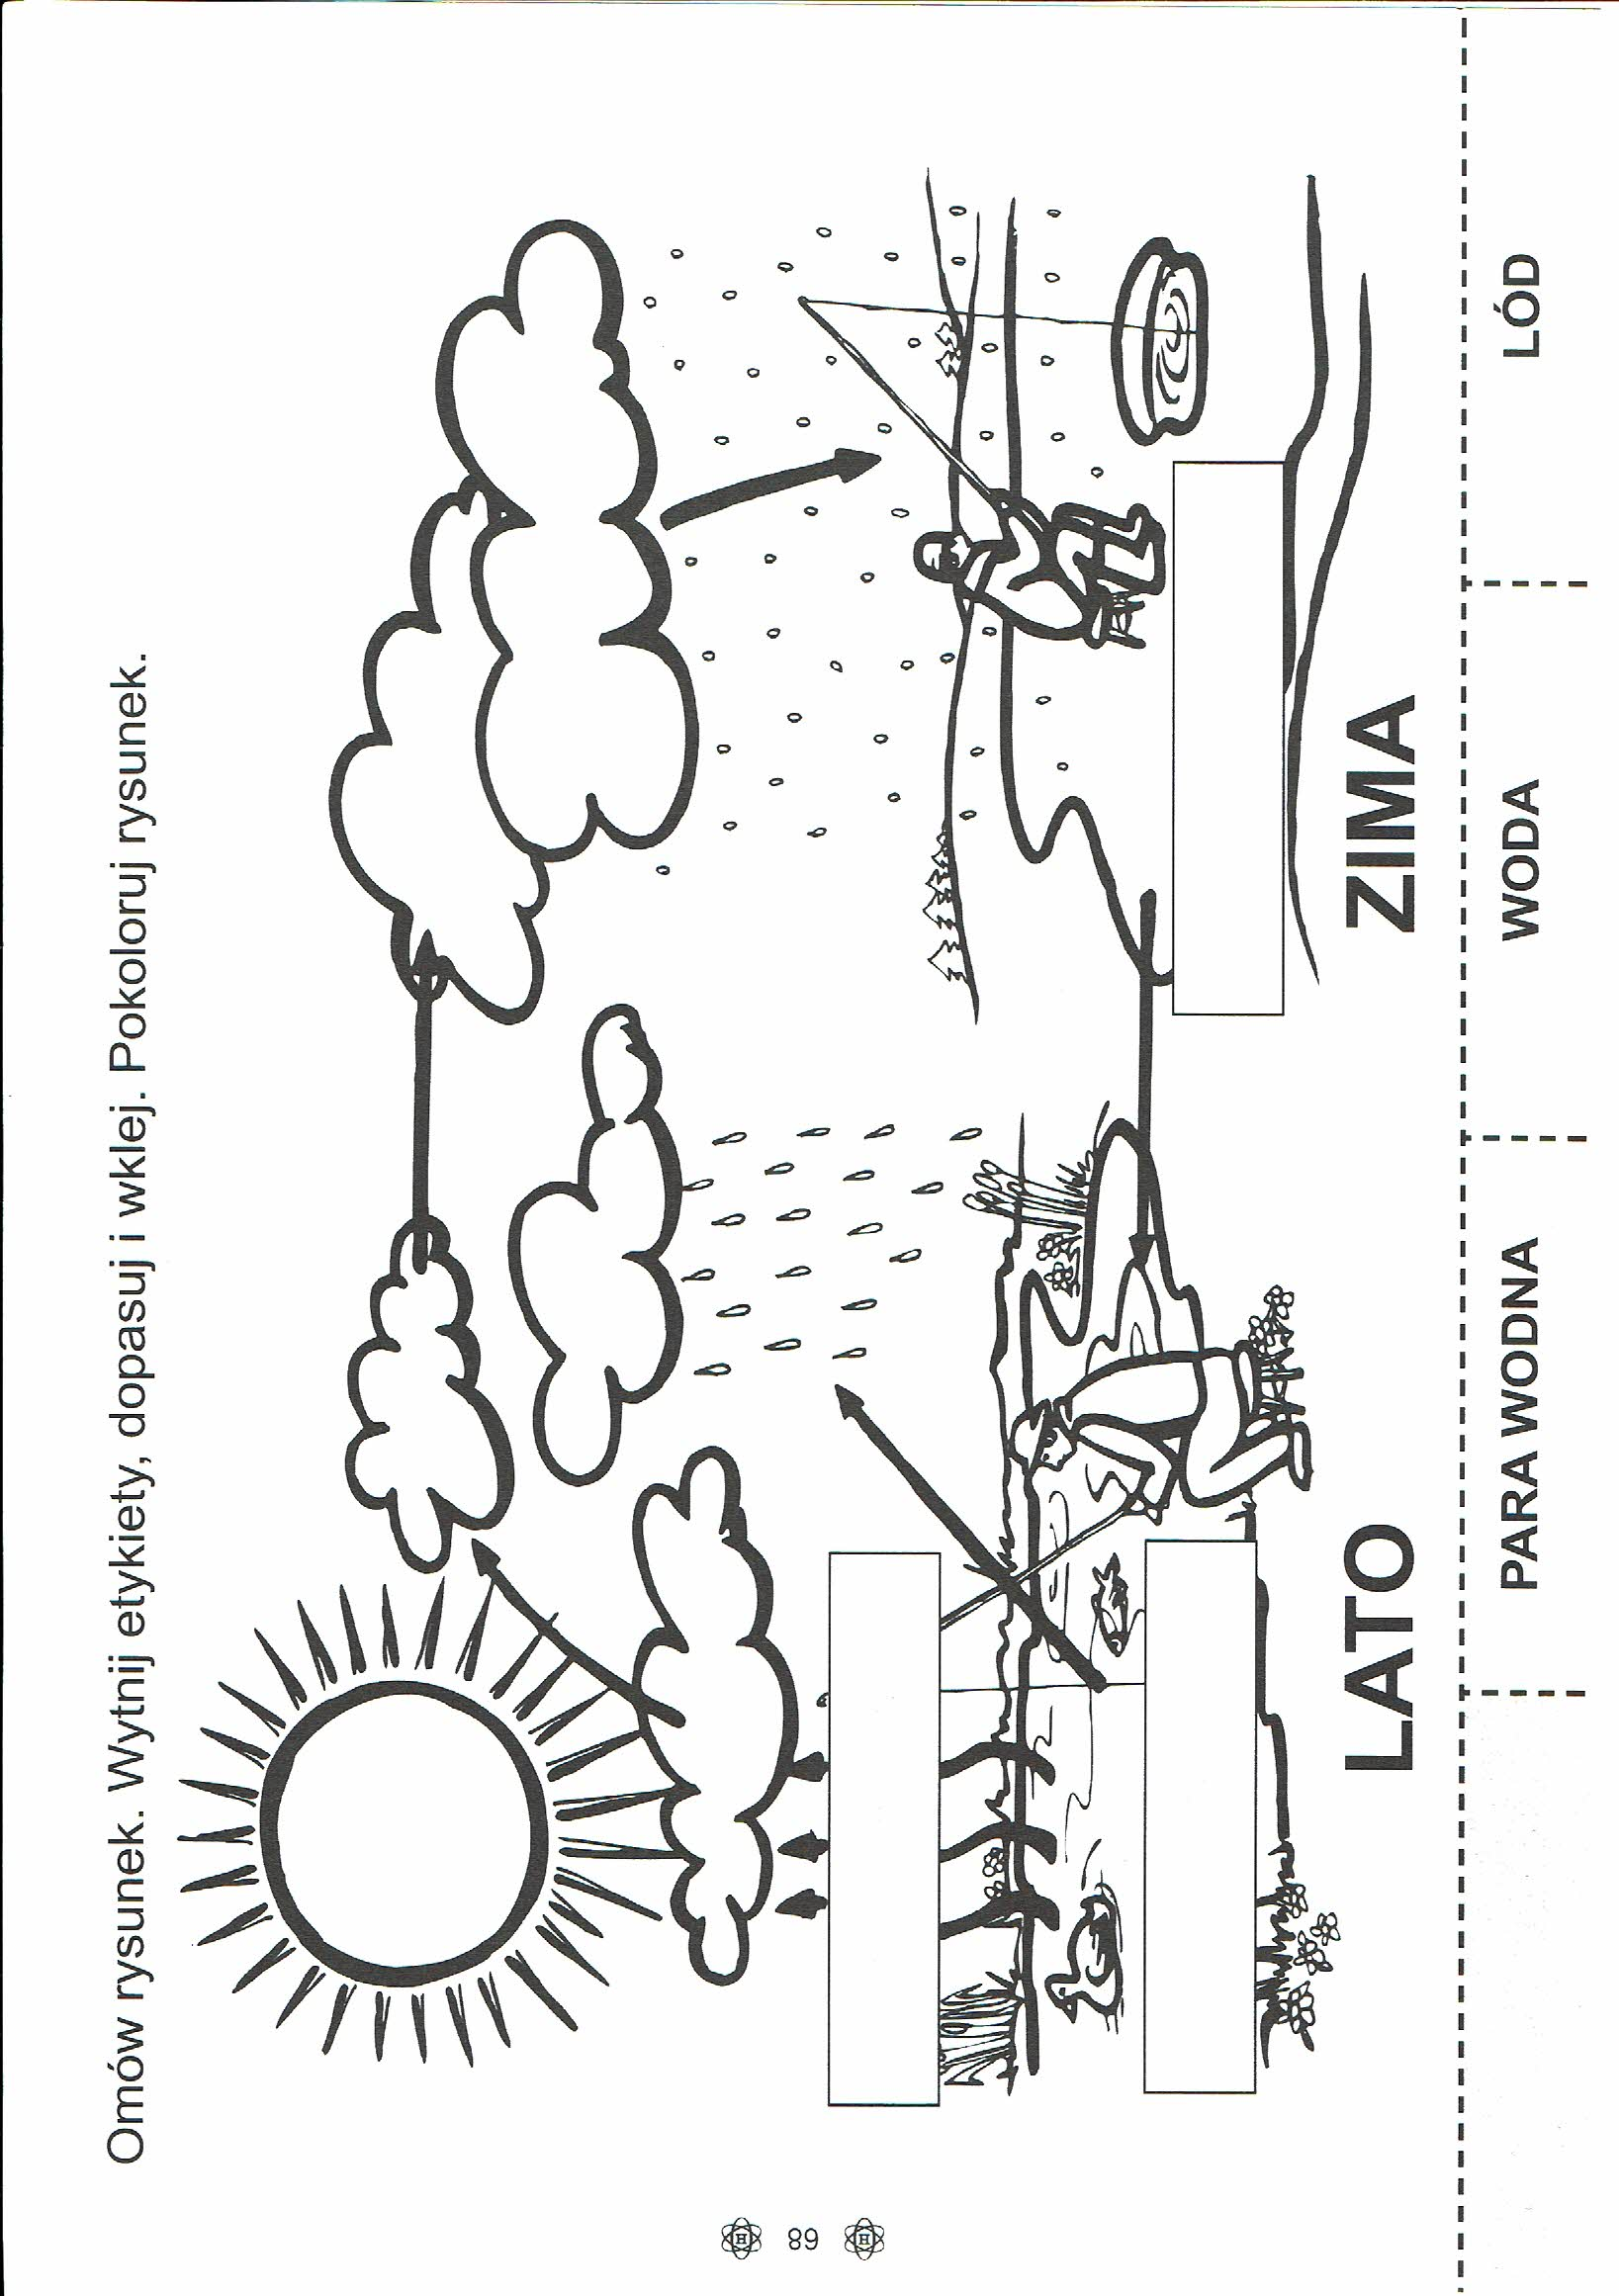 Omów rysunek. Wytnij etykiety, dopasuj i wklej. Pokoloruj rysunek.
LATO
ZIMA
PARA WODNA
WODA
LÓD
H 89 H